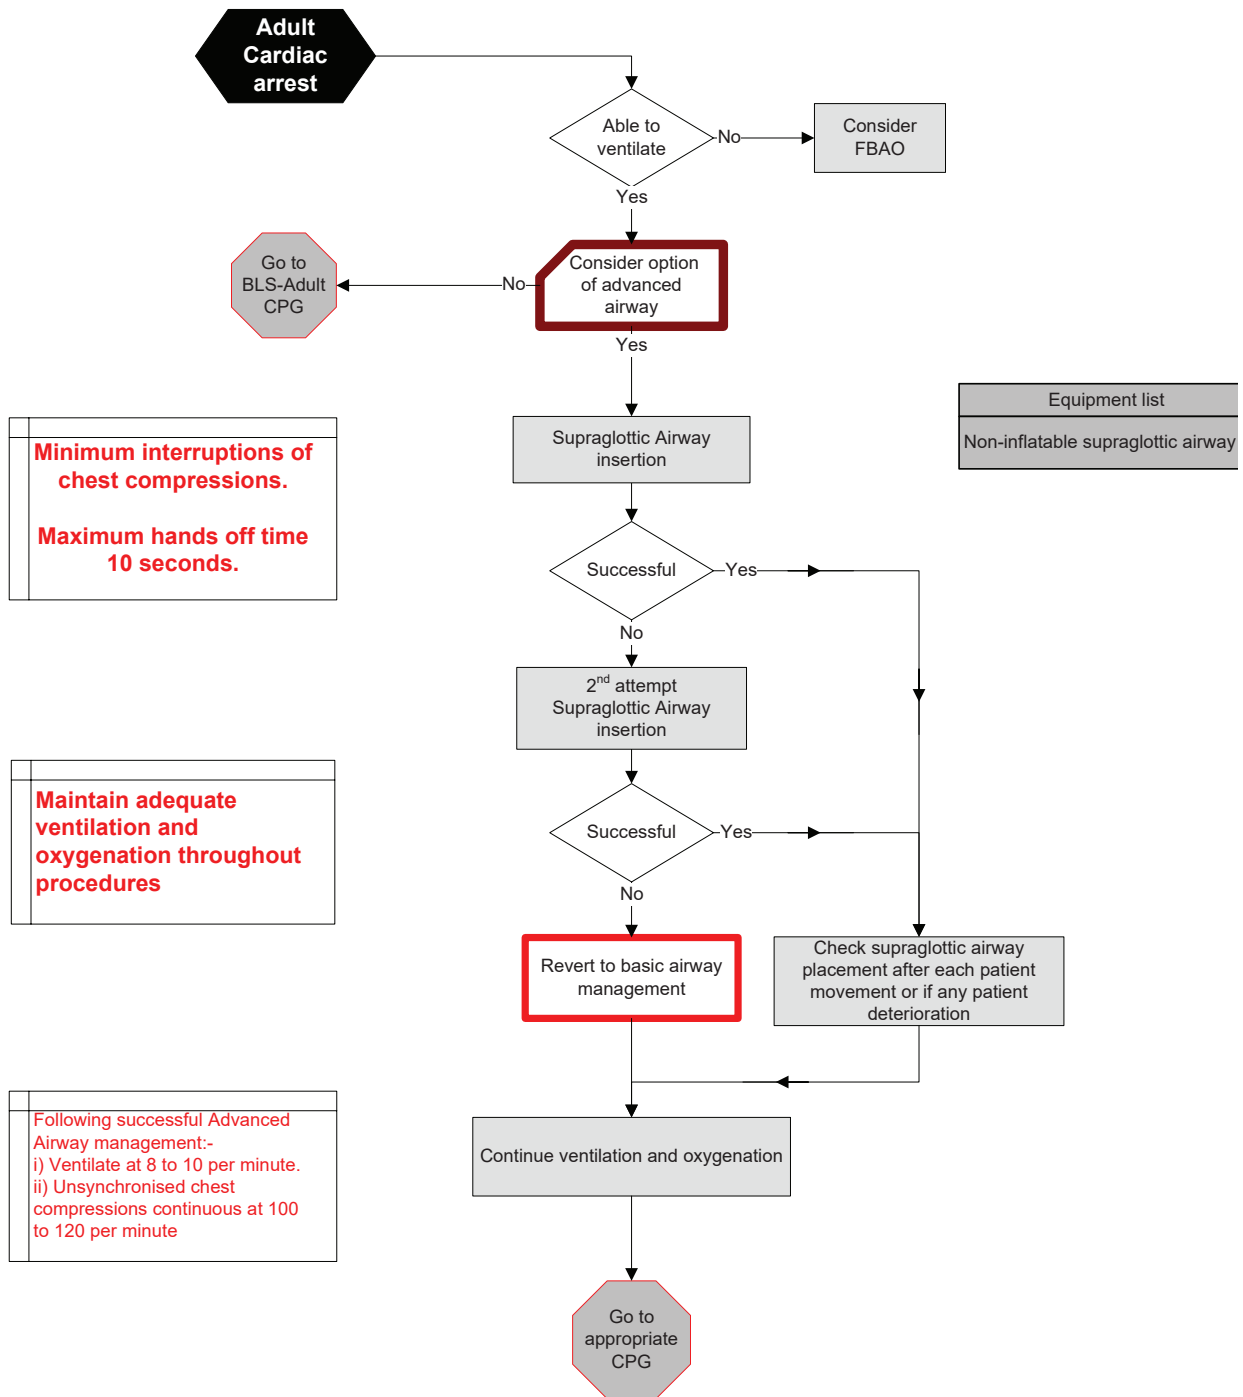 Adult
Cardiac
arrest
Able to
ventilate
No
Consider
FBAO
Yes
Go to
BLS-Adult
CPG
No
Consider option
of advanced
airway
Yes
Equipment list
Non-inflatable supraglottic airway
Minimum interruptions of
chest compressions.
Maximum hands off time
10 seconds.
Supraglottic Airway
insertion
Successful
Yes
No
2nd attempt
Supraglottic Airway
insertion
Maintain adequate
ventilation and
oxygenation throughout
procedures
Successful
Yes
No
Revert to basic airway
management
Check supraglottic airway
placement after each patient
movement or if any patient
deterioration
Following successful Advanced
Airway management:-
i) Ventilate at 8 to 10 per minute.
ii) Unsynchronised chest
compressions continuous at 100
to 120 per minute
Continue ventilation and oxygenation
Go to
appropriate
CPG